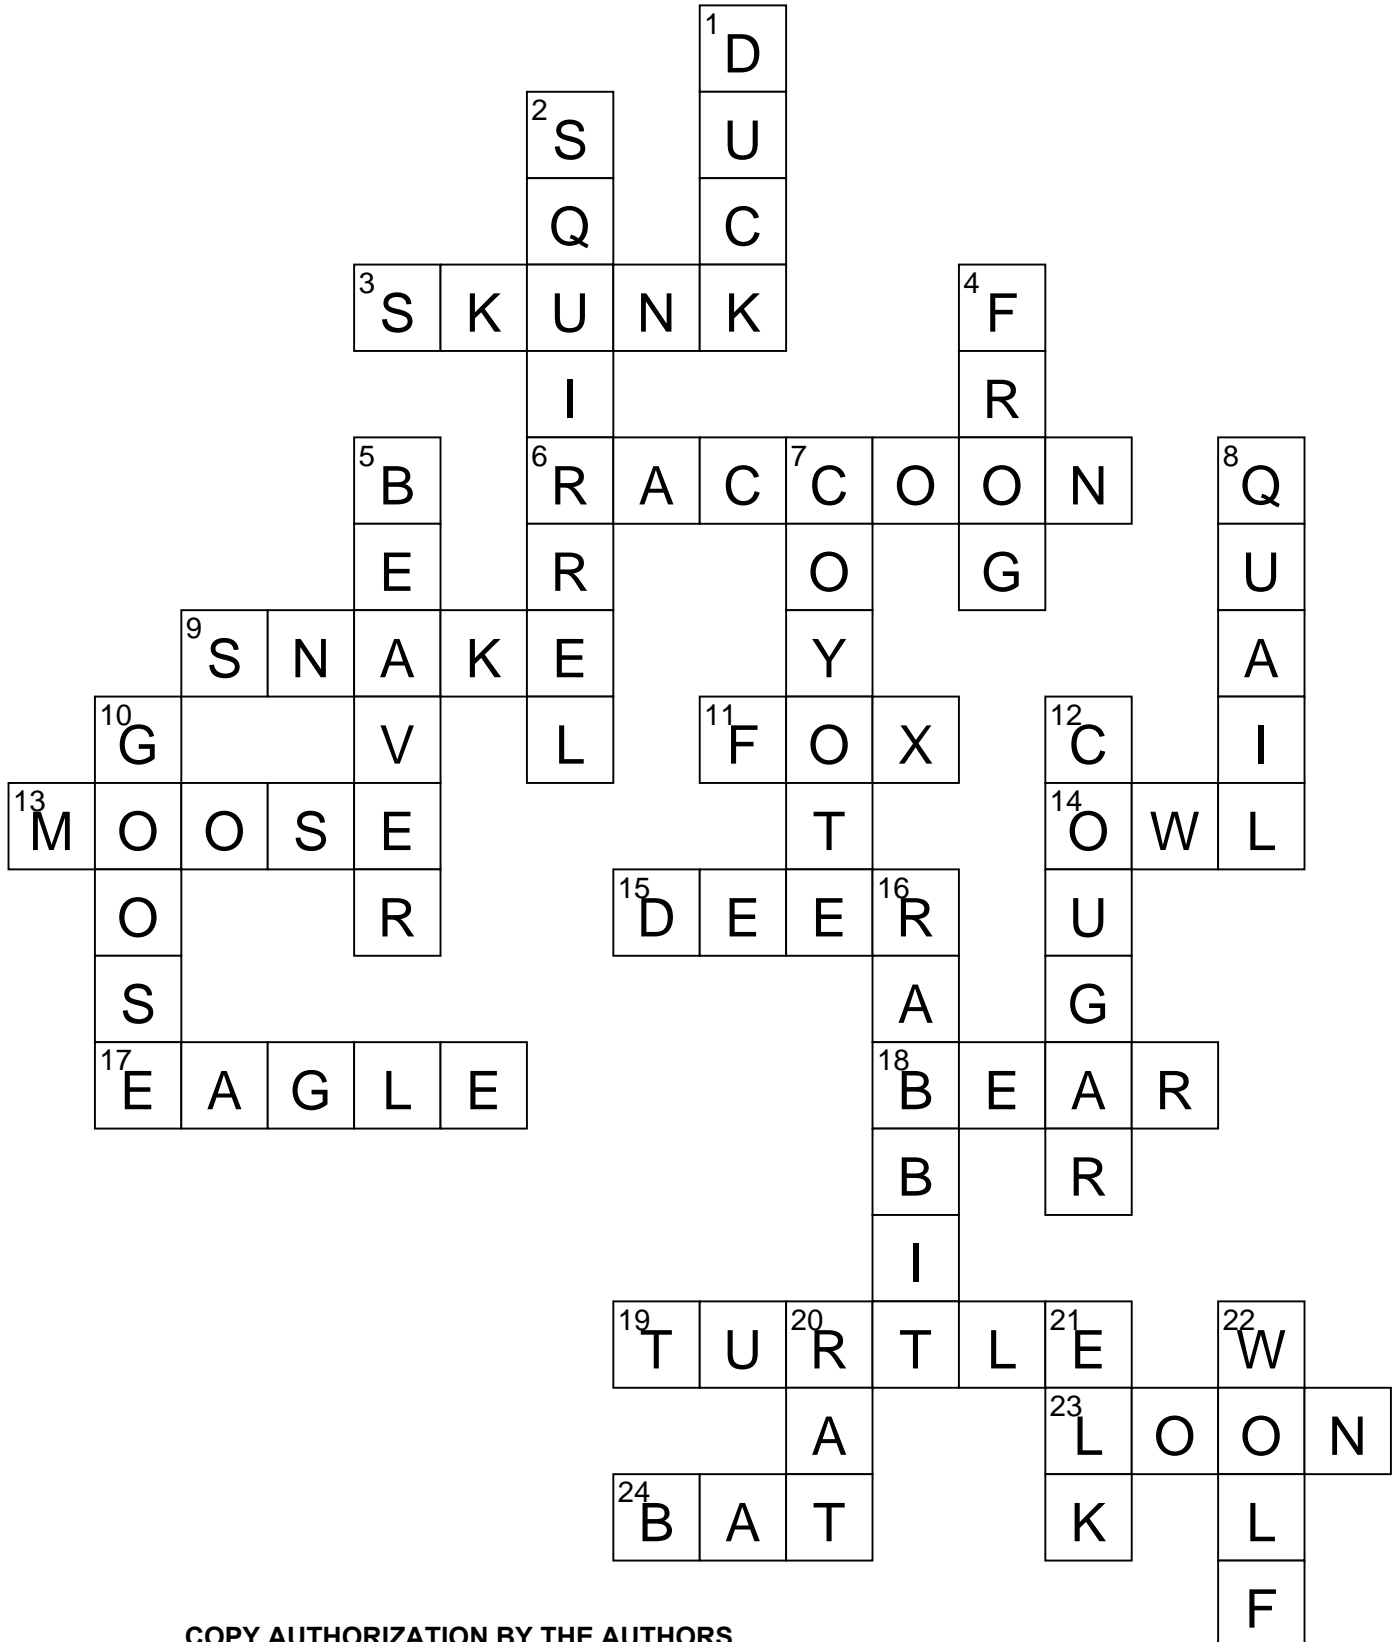 1 D
2 S U
Q C
3 S K U N K 4 F
I R
5 B 6 R A C 7 C O O N 8 Q
E R O G U
9 S N A K E Y A
10 G V L 11 F O X 12 C I
13 M O O S E T 14 O W L
O R 15 D E E 16 R U
S A G
17 E A G L E 18 B E A R
B R
I
19 T U 20 R T L 21 E 22 W
A 23 L O O N
24 B A T K L
F
COPY AUTHORIZATION BY THE AUTHORS